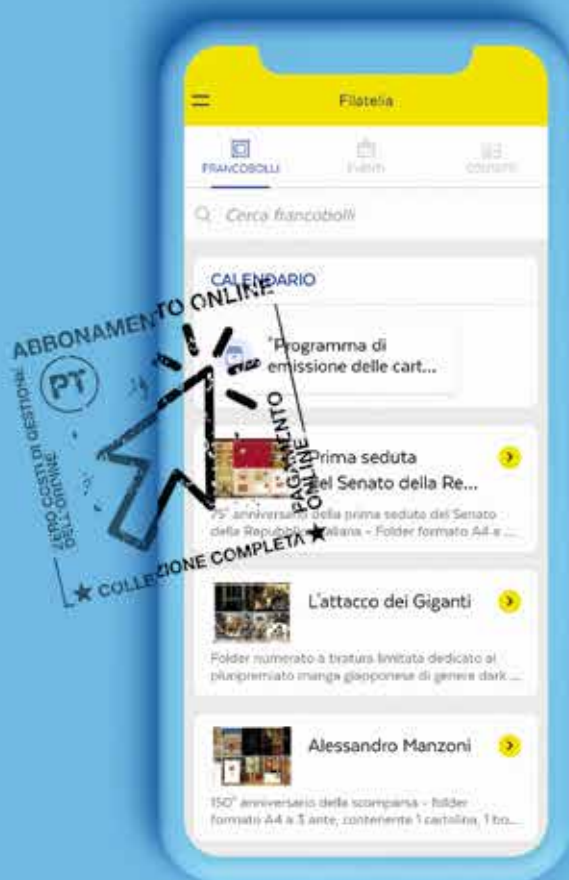 Filatelia
FRANCOBOLLI
EVENTI
CONTATTI
Cerca francobolli
CALENDARIO
"Programma di
emissione delle cart...
Prima seduta
del Senato della Re...
75° anniversario della prima seduta del Senato
della Repubblica Italiana - Folder formato A4 a ...
L'attacco dei Giganti
Folder numerato a tiratura limitata dedicato al
pluripremiato manga giapponese di genere dark ...
Alessandro Manzoni
150° anniversario della scomparsa - folder
formato A4 a 3 ante, contenente 1 cartolina, 1 bo...
ABBONAMENTO ONLINE
PT
ZERO COSTI DI GESTIONE
DELL'ORDINE
PAGAMENTO
ONLINE
★ COLLEZIONE COMPLETA ★